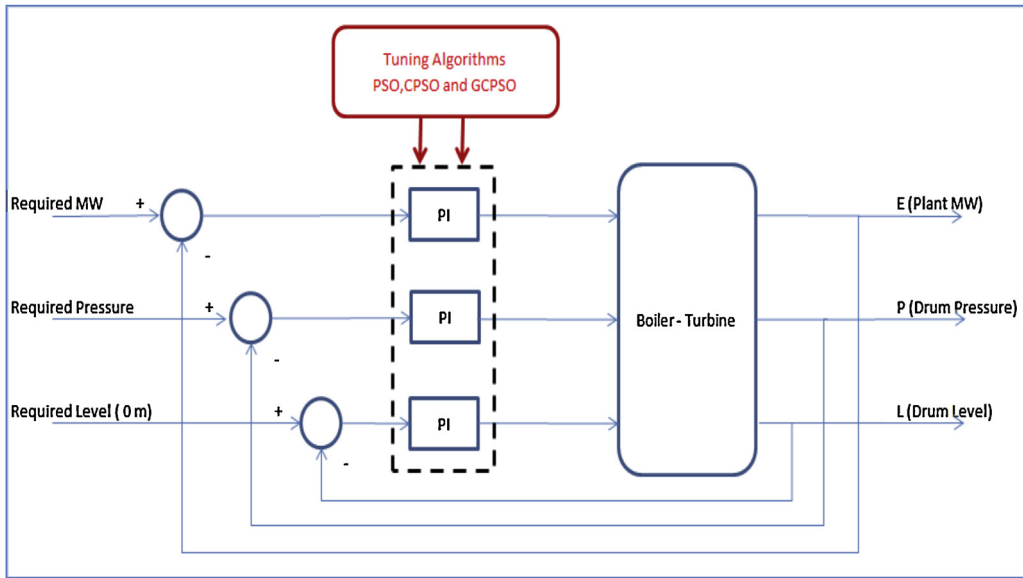 Tuning Algorithms
PSO,CPSO and GCPSO
Required MW
+
-
PI
E (Plant MW)
Required Pressure
+
-
PI
Boiler - Turbine
P (Drum Pressure)
Required Level ( 0 m)
+
-
PI
L (Drum Level)